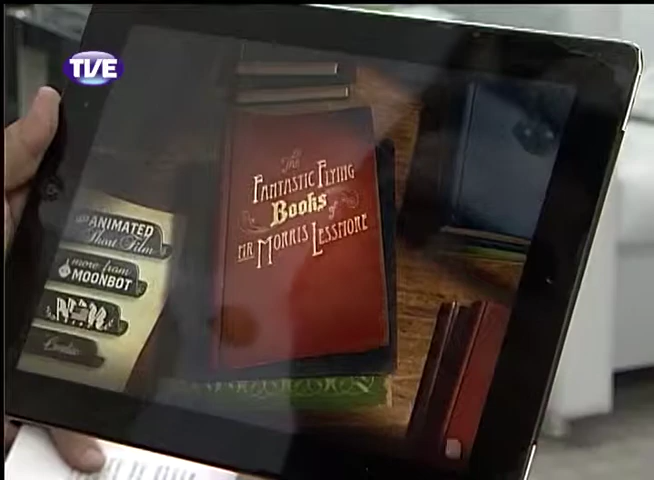 TVE
The
FANTASTIC FLYING
BOOKS of
MR MORRIS LESSMORE
ANIMATED
Short Film
more from
MOONBOT